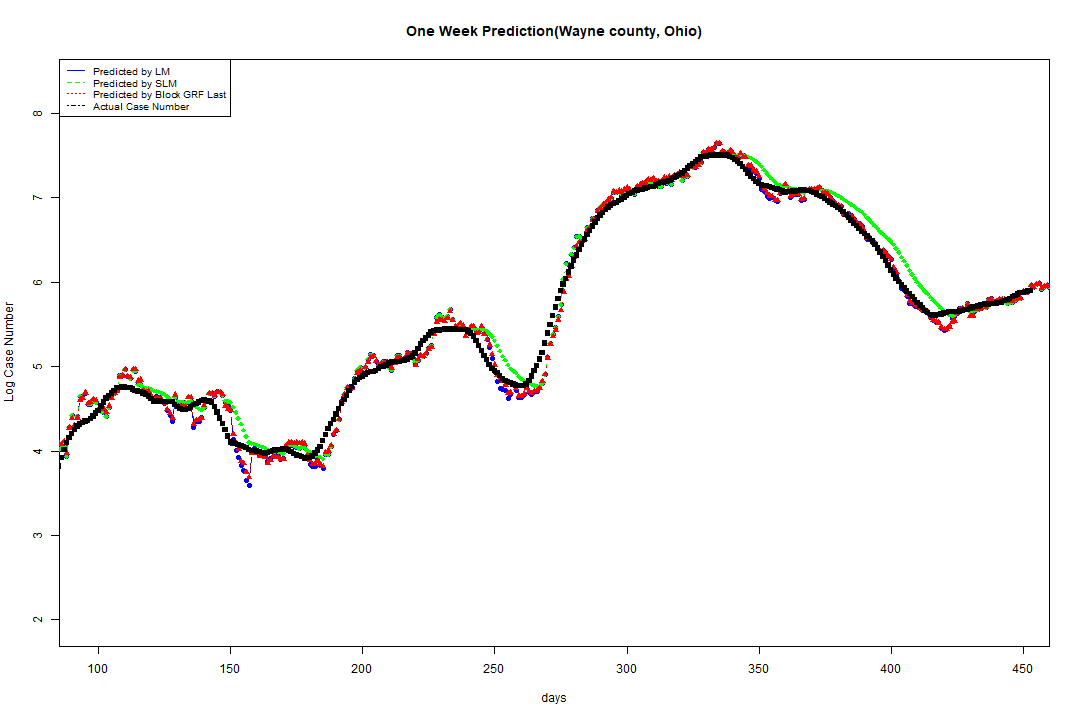 One Week Prediction(Wayne county, Ohio)
Predicted by LM
Predicted by SLM
Predicted by Block GRF Last
Actual Case Number
8
7
6
5
4
3
2
Log Case Number
100 150 200 250 300 350 400 450
days